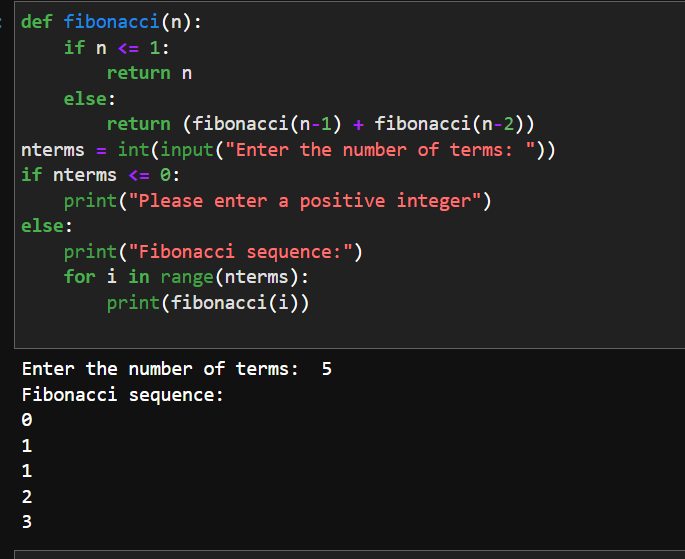 def fibonacci(n):
    if n <= 1:
        return n
    else:
        return (fibonacci(n-1) + fibonacci(n-2))
nterms = int(input("Enter the number of terms: "))
if nterms <= 0:
    print("Please enter a positive integer")
else:
    print("Fibonacci sequence:")
    for i in range(nterms):
        print(fibonacci(i))
Enter the number of terms:  5
Fibonacci sequence:
0
1
1
2
3